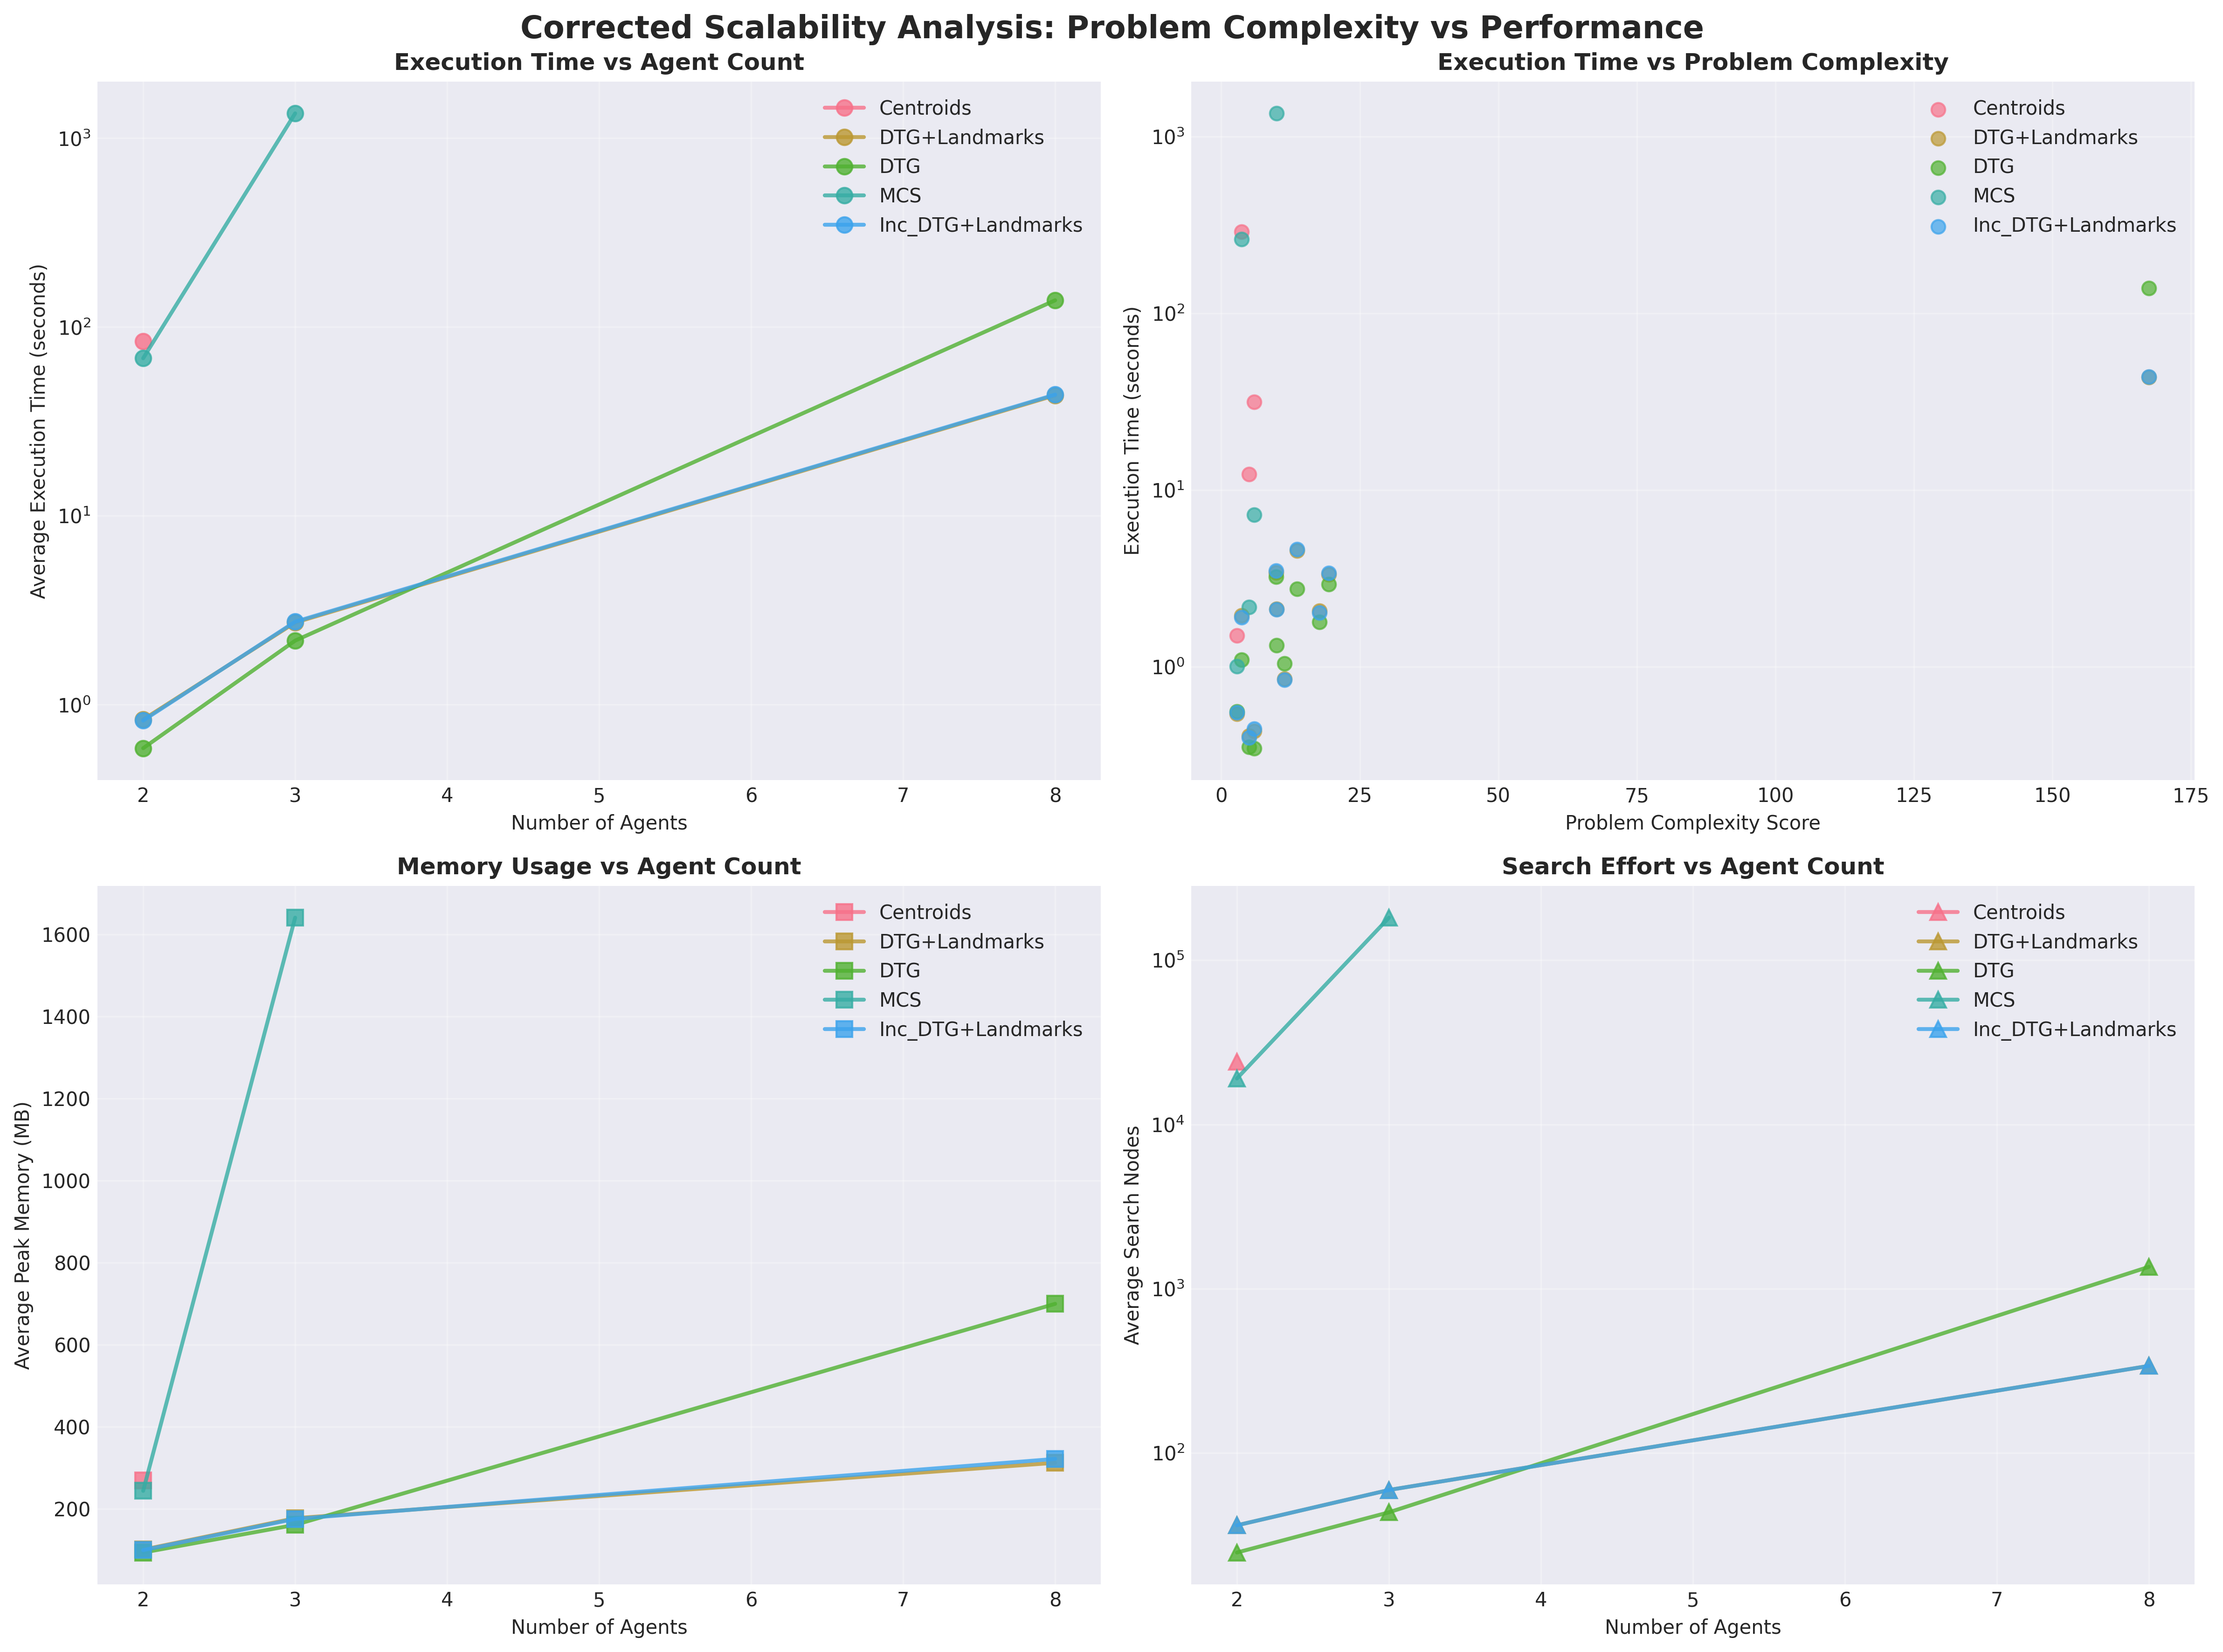 Corrected Scalability Analysis: Problem Complexity vs Performance
Execution Time vs Agent Count
Average Execution Time (seconds)
10³
10²
10¹
10⁰
Centroids
DTG+Landmarks
DTG
MCS
Inc_DTG+Landmarks
2 3 4 5 6 7 8
Number of Agents
Execution Time vs Problem Complexity
Execution Time (seconds)
10³
10²
10¹
10⁰
Centroids
DTG+Landmarks
DTG
MCS
Inc_DTG+Landmarks
0 25 50 75 100 125 150 175
Problem Complexity Score
Memory Usage vs Agent Count
Average Peak Memory (MB)
1600
1400
1200
1000
800
600
400
200
Centroids
DTG+Landmarks
DTG
MCS
Inc_DTG+Landmarks
2 3 4 5 6 7 8
Number of Agents
Search Effort vs Agent Count
Average Search Nodes
10⁵
10⁴
10³
10²
Centroids
DTG+Landmarks
DTG
MCS
Inc_DTG+Landmarks
2 3 4 5 6 7 8
Number of Agents